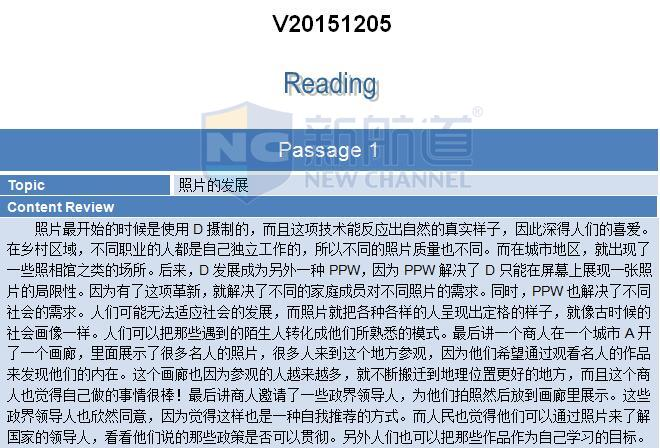 V20151205
Reading
新航道®
NC NEW CHANNEL
Passage 1
Topic 照片的发展
Content Review
照片最开始的时候是使用 D 摄制的，而且这项技术能反应出自然的真实样子，因此深得人们的喜爱。
在乡村区域，不同职业的人都是自己独立工作的，所以不同的照片质量也不同。而在城市地区，就出现了
一些照相馆之类的场所。后来，D 发展成为另外一种 PPW，因为 PPW 解决了 D 只能在屏幕上展现一张照
片的局限性。因为有了这项革新，就解决了不同的家庭成员对不同照片的需求。同时，PPW 也解决了不同
社会的需求。人们可能无法适应社会的发展，而照片就把各种各样的人呈现出定格的样子，就像古时候的
社会画像一样。人们可以把那些遇到的陌生人转化成他们所熟悉的模式。最后讲一个商人在一个城市 A 开
了一个画廊，里面展示了很多名人的照片，很多人来到这个地方参观，因为他们希望通过观看名人的作品
来发现他们的内在。这个画廊也因为参观的人越来越多，就不断搬迁到地理位置更好的地方，而且这个商
人也觉得自己做的事情很棒！最后讲商人邀请了一些政界领导人，为他们拍照然后放到画廊里展示。这些
政界领导人也欣然同意，因为觉得这样也是一种自我推荐的方式。而人民也觉得他们可以通过照片来了解
国家的领导人，看看他们说的那些政策是否可以贯彻。另外人们也可以把那些作品作为自己学习的目标。